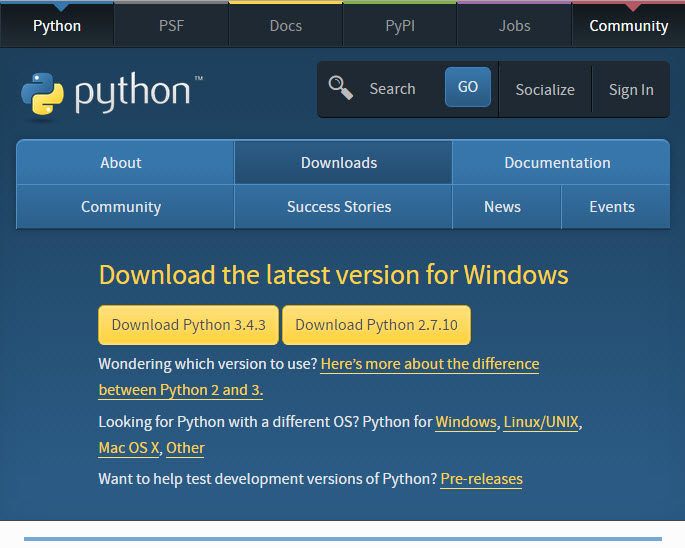 Python PSF Docs PyPI Jobs Community
python™ Search GO Socialize Sign In
About Downloads Documentation
Community Success Stories News Events
Download the latest version for Windows
Download Python 3.4.3 Download Python 2.7.10
Wondering which version to use? Here's more about the difference
between Python 2 and 3.
Looking for Python with a different OS? Python for Windows, Linux/UNIX,
Mac OS X, Other
Want to help test development versions of Python? Pre-releases